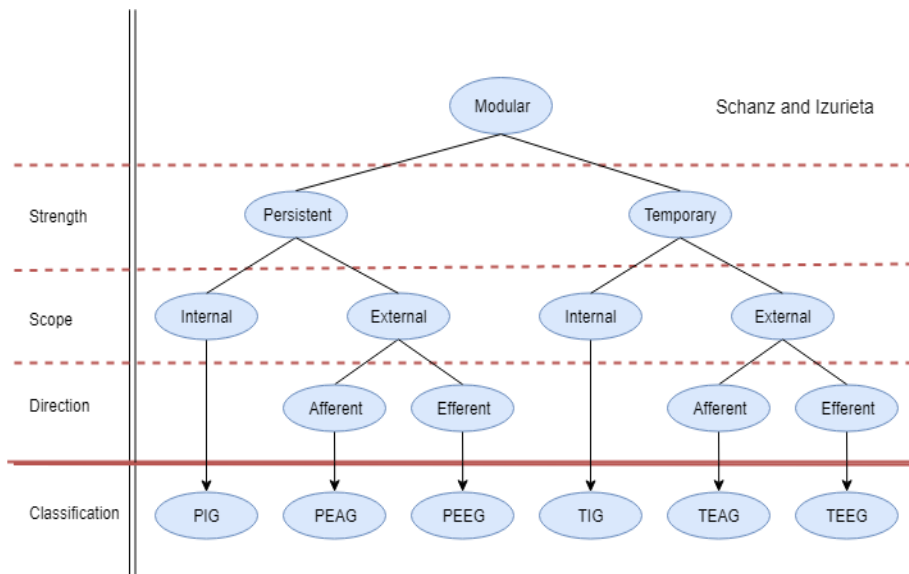 Modular
Schanz and Izurieta
Strength
Persistent
Temporary
Scope
Internal
External
Internal
External
Direction
Afferent
Efferent
Afferent
Efferent
Classification
PIG
PEAG
PEEG
TIG
TEAG
TEEG